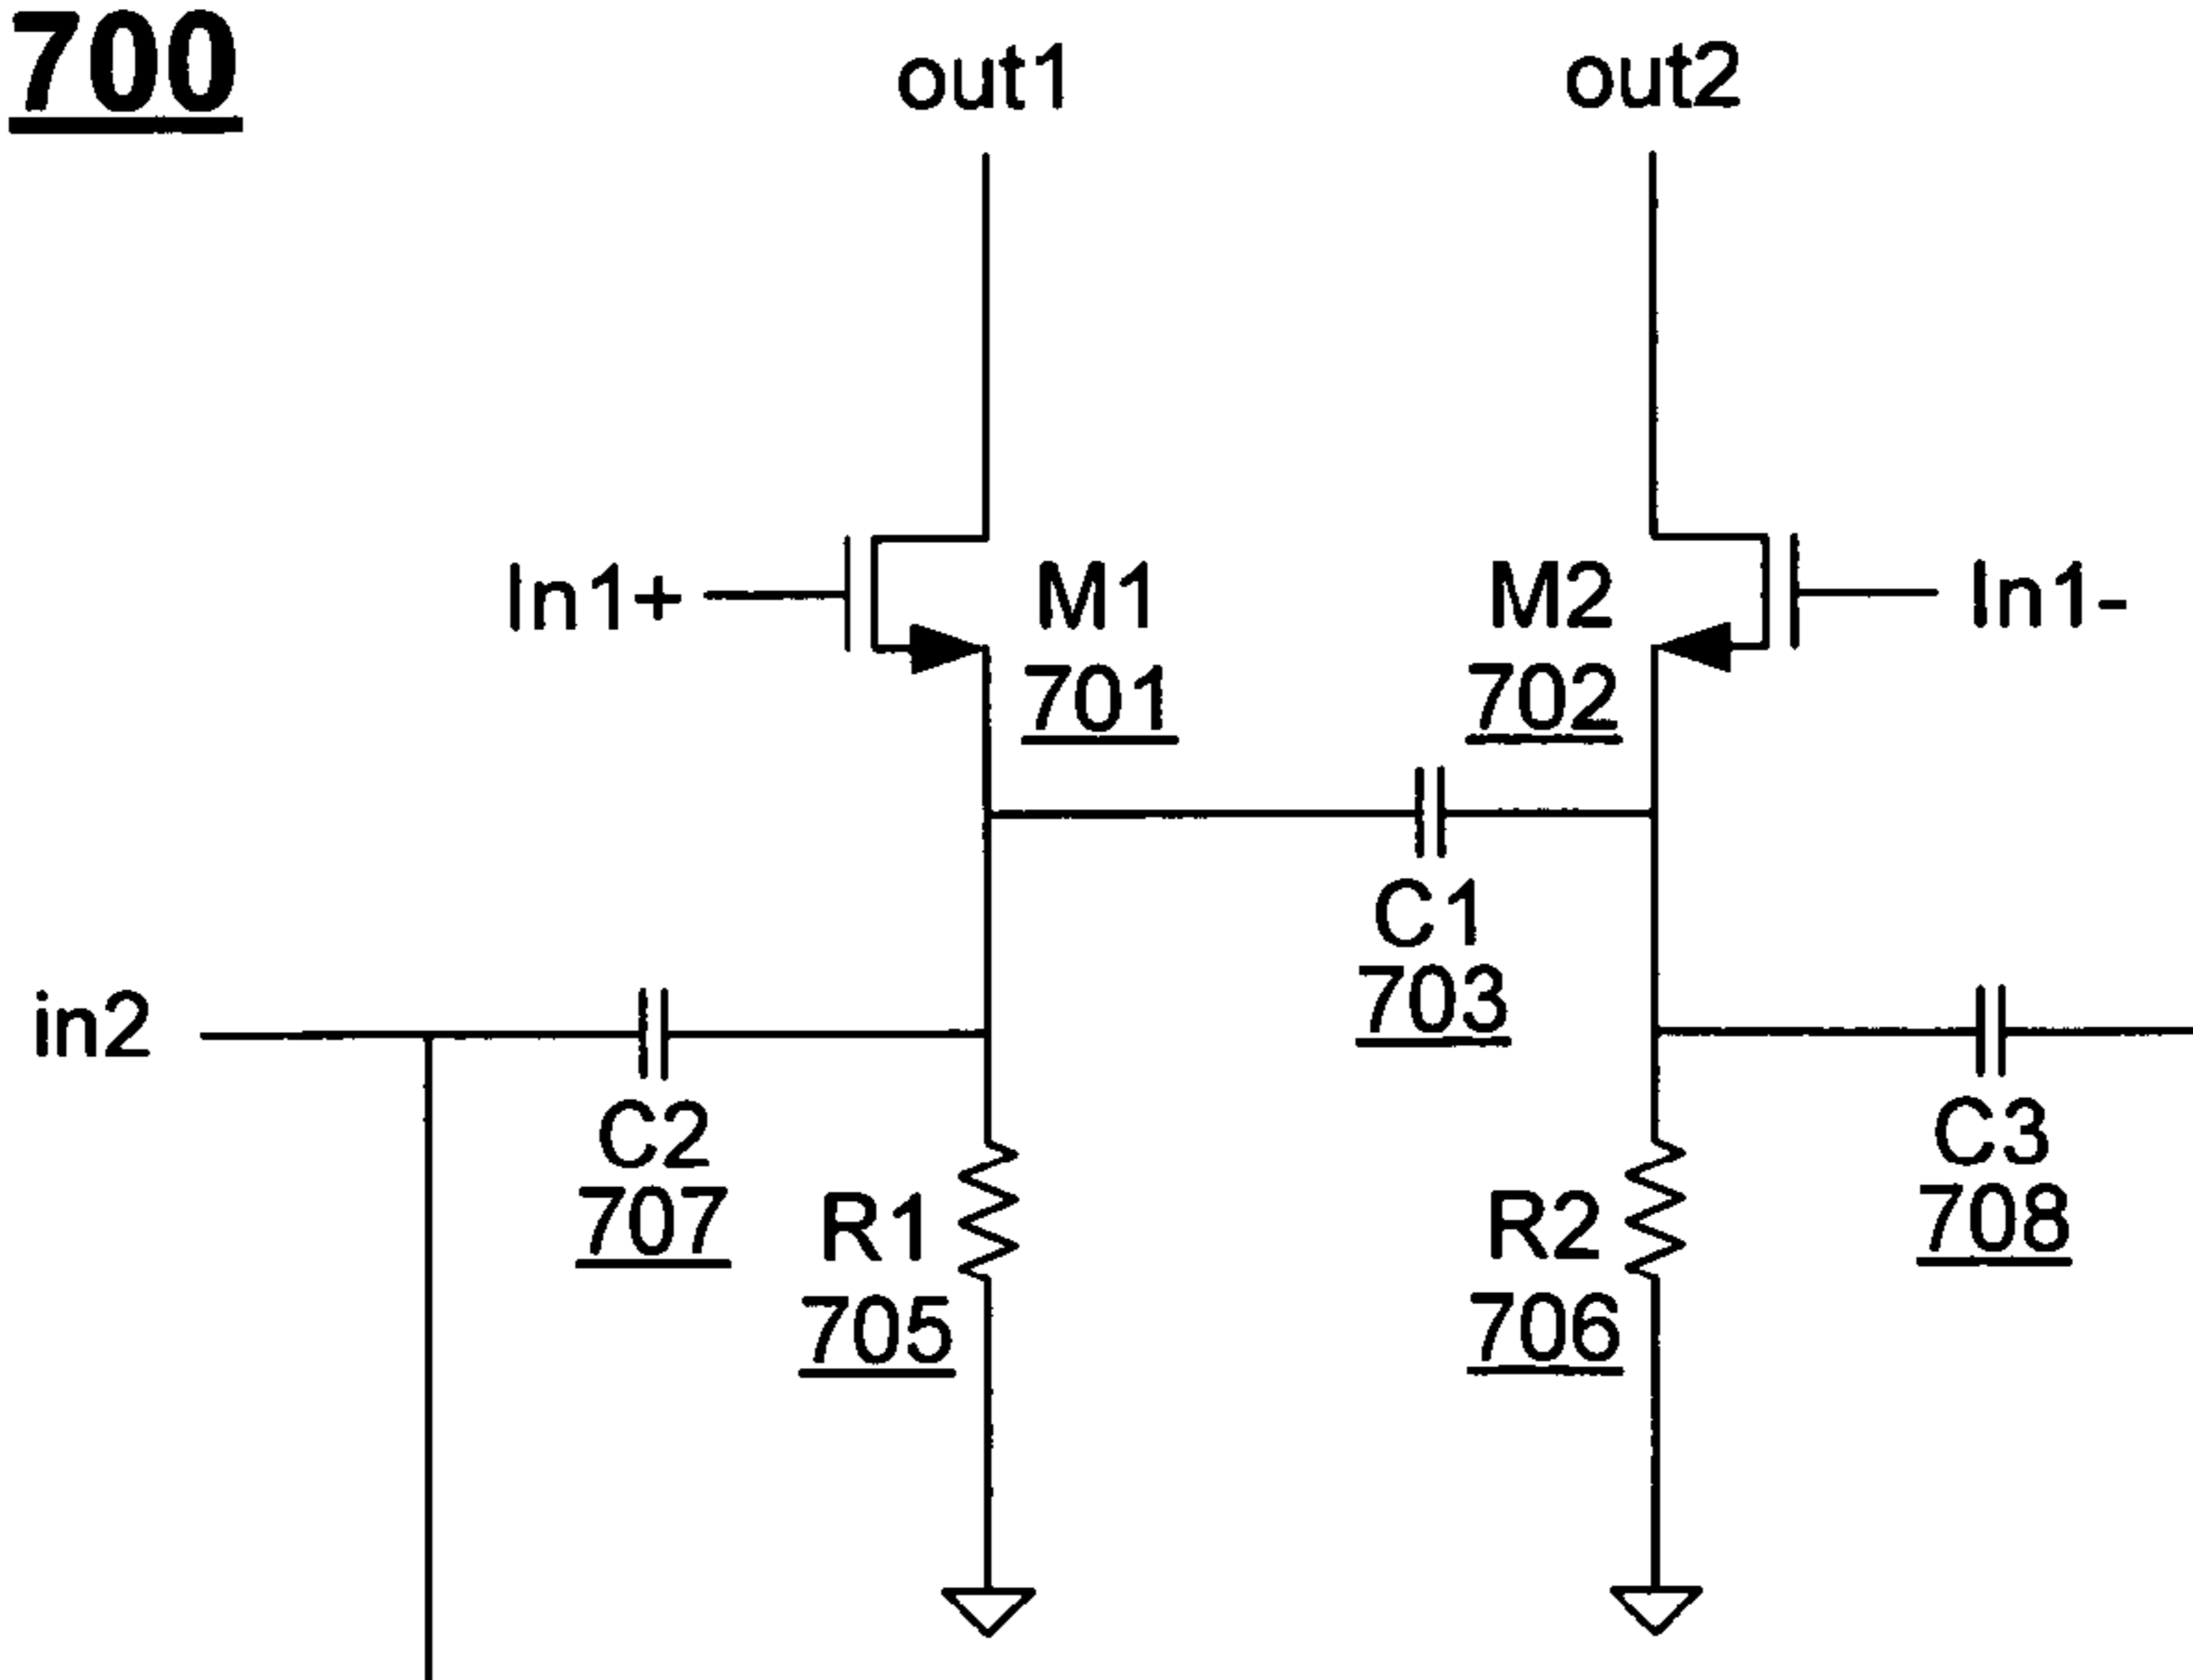 700
out1
out2
In1+
M1
701
M2
702
In1-
C1
703
in2
C2
707
R1
705
R2
706
C3
708